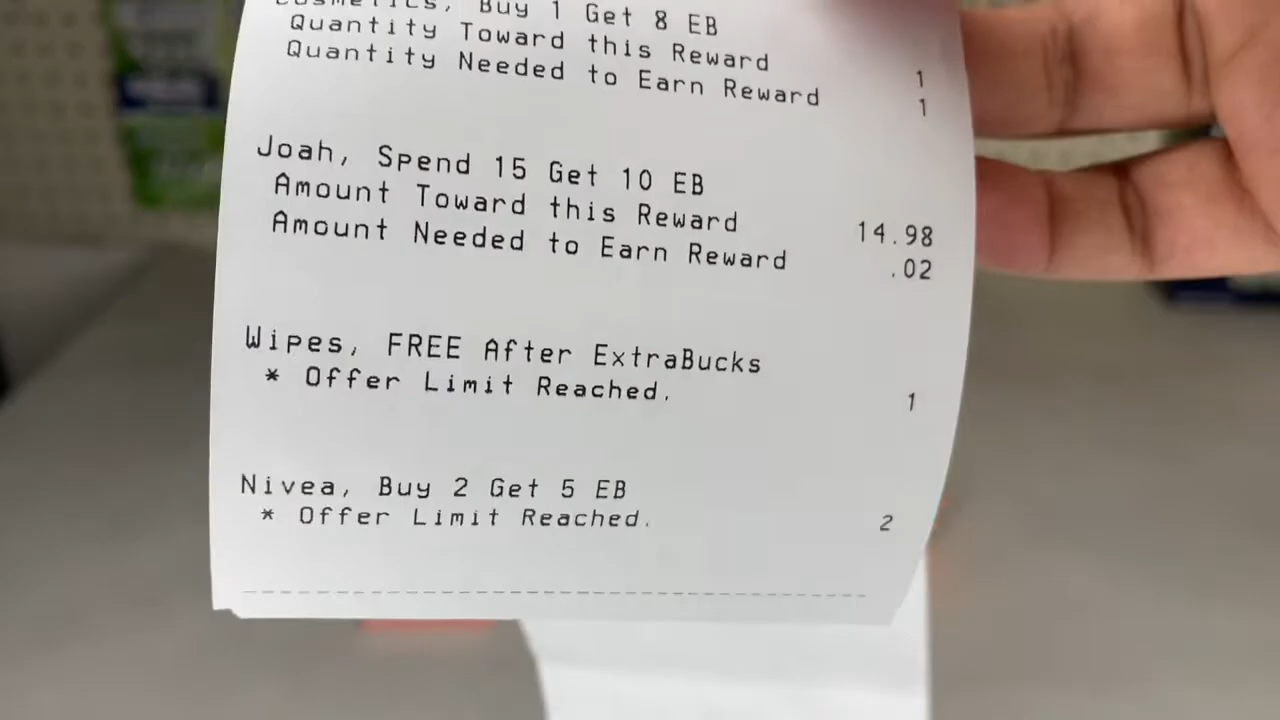 Cosmetics, Buy 1 Get 8 EB
Quantity Toward this Reward 1
Quantity Needed to Earn Reward 1
Joah, Spend 15 Get 10 EB
Amount Toward this Reward 14.98
Amount Needed to Earn Reward .02
Wipes, FREE After ExtraBucks
* Offer Limit Reached. 1
Nivea, Buy 2 Get 5 EB
* Offer Limit Reached. 2